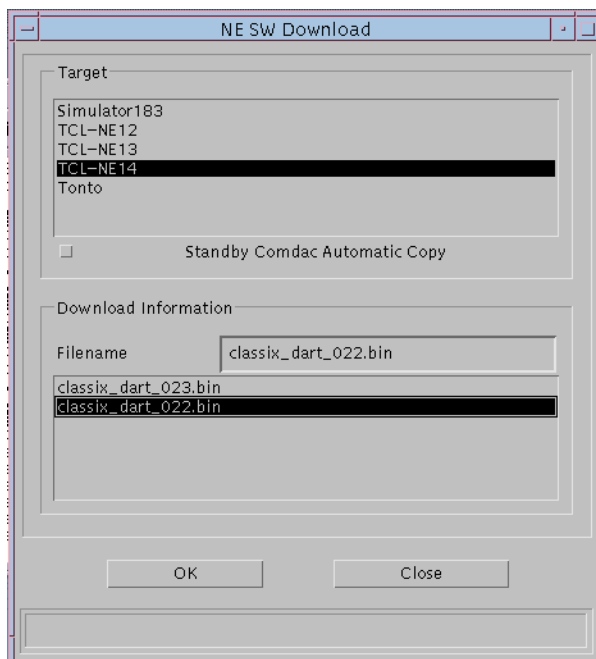 NE SW Download
Target
Simulator183
TCL-NE12
TCL-NE13
TCL-NE14
Tonto
Standby Comdac Automatic Copy
Download Information
Filename classix_dart_022.bin
classix_dart_023.bin
classix_dart_022.bin
OK Close